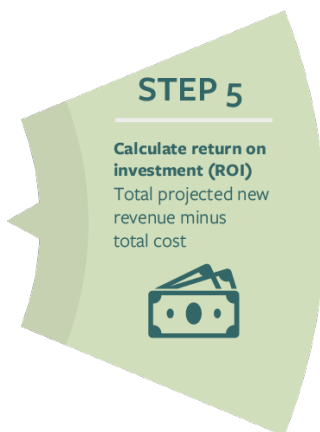 STEP 5
Calculate return on
investment (ROI)
Total projected new
revenue minus
total cost